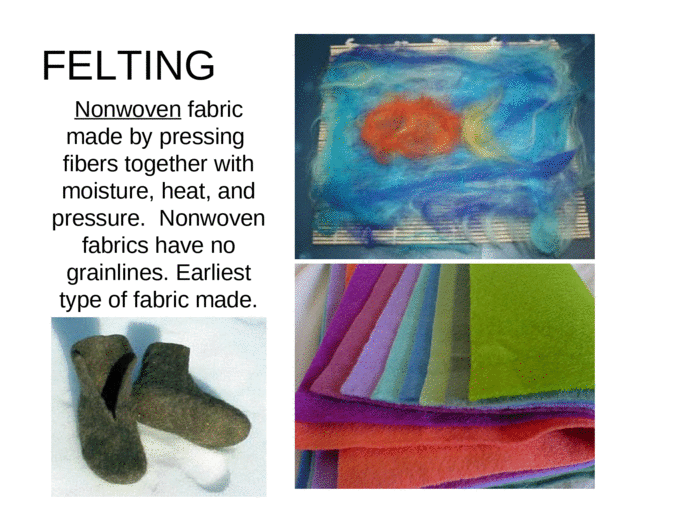 FELTING
Nonwoven fabric
made by pressing
fibers together with
moisture, heat, and
pressure.  Nonwoven
fabrics have no
grainlines. Earliest
type of fabric made.